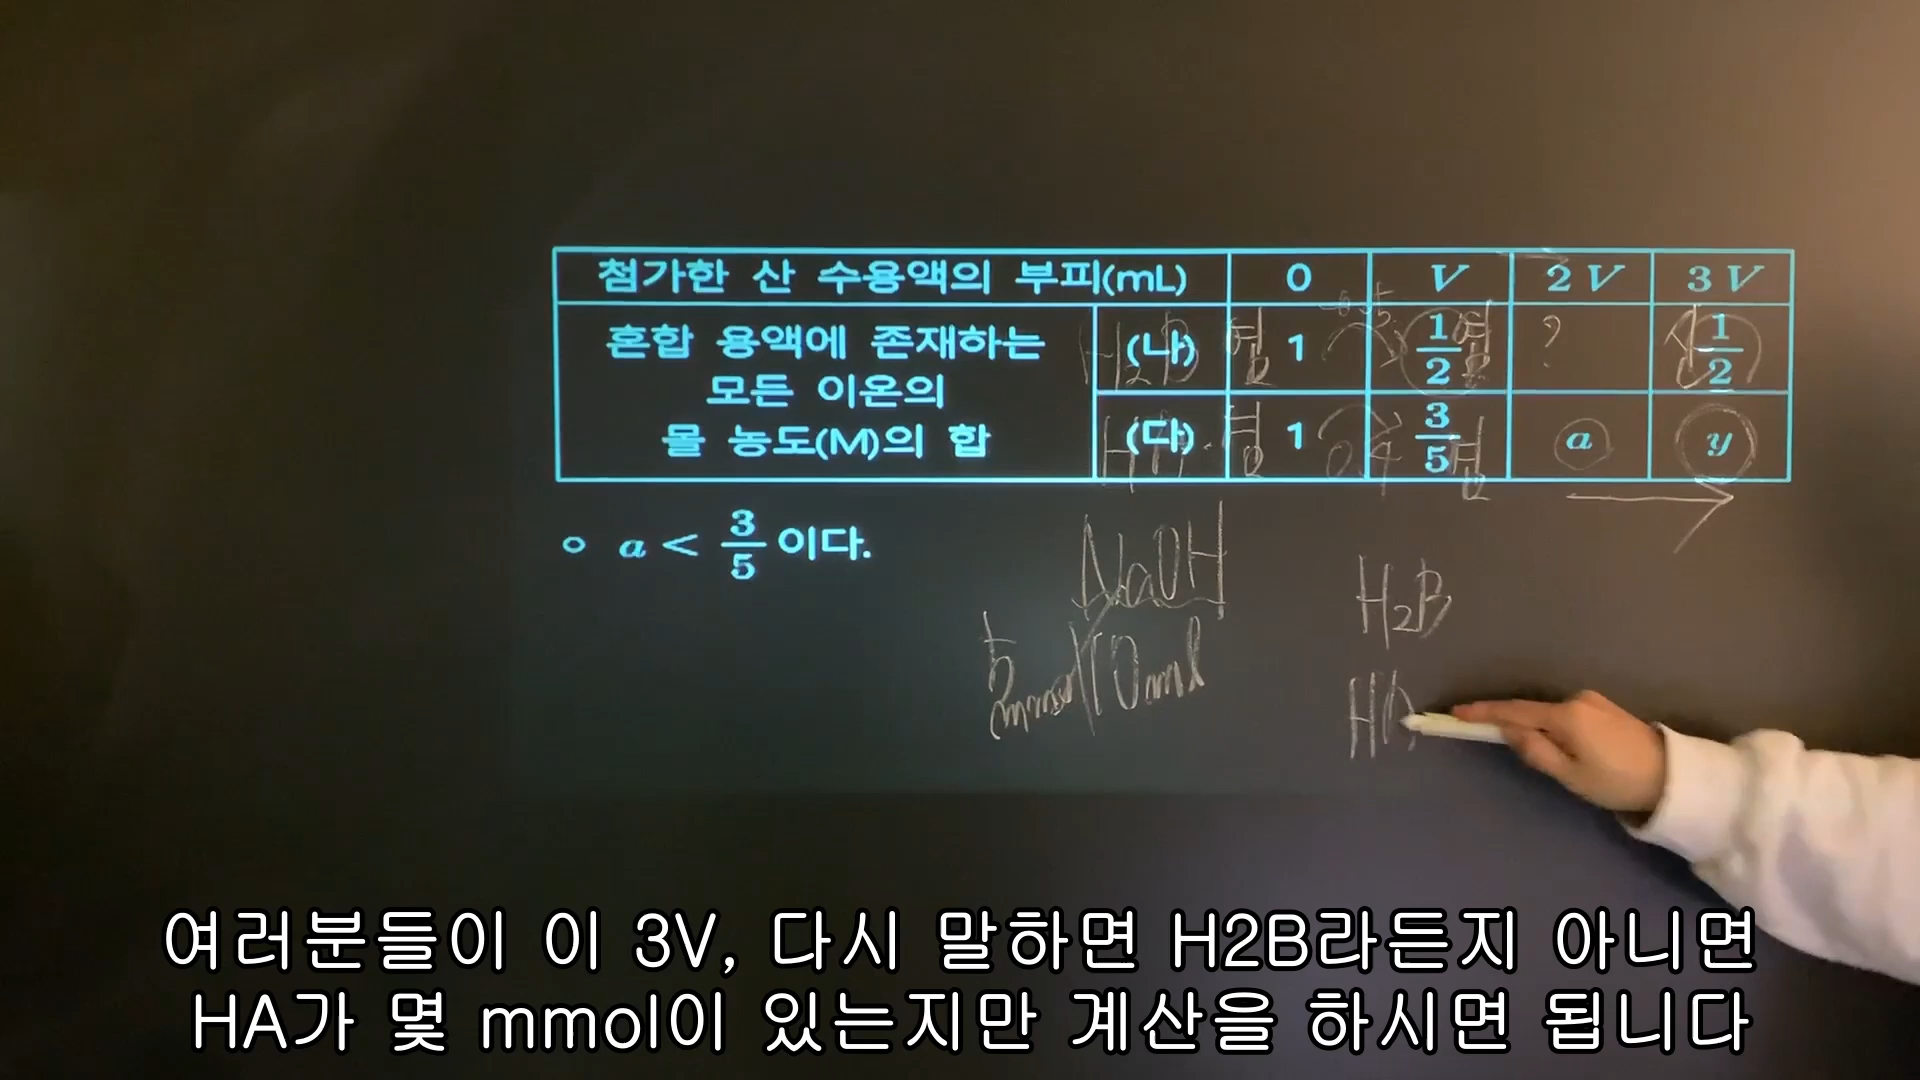 첨가한 산 수용액의 부피(mL) 0 V 2V 3V
혼합 용액에 존재하는 모든 이온의 몰 농도(M)의 합
(나) 1 1/2 ? 1/2
(다) 1 3/5 a y
H₂B
0.4
○ a < 3/5 이다.
NaOH
10ml
H₂B
HA
여러분들이 이 3V, 다시 말하면 H2B라든지 아니면
HA가 몇 mmol이 있는지만 계산을 하시면 됩니다